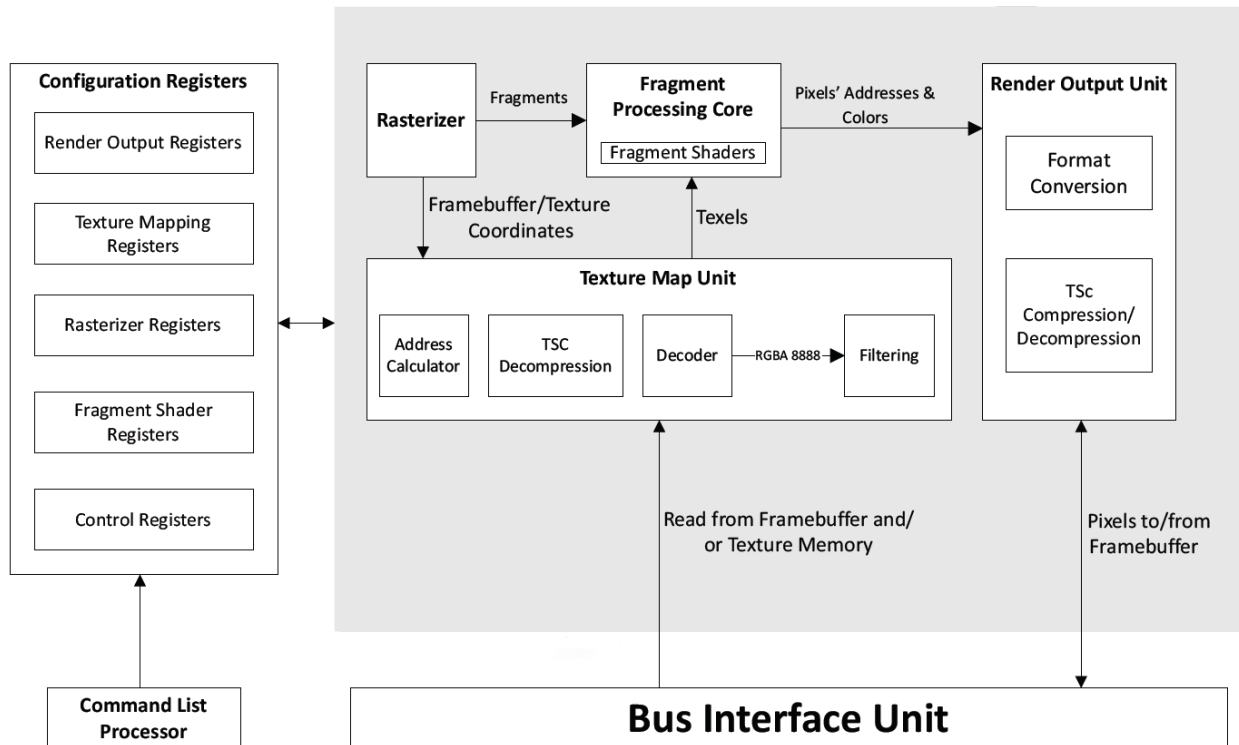 Configuration Registers
Render Output Registers
Texture Mapping
Registers
Rasterizer Registers
Fragment Shader
Registers
Control Registers
Command List
Processor
Rasterizer
Fragments
Fragment
Processing Core
Fragment Shaders
Pixels' Addresses &
Colors
Render Output Unit
Format
Conversion
TSc
Compression/
Decompression
Framebuffer/Texture
Coordinates
Texels
Texture Map Unit
Address
Calculator
TSC
Decompression
Decoder
RGBA 8888
Filtering
Read from Framebuffer and/
or Texture Memory
Pixels to/from
Framebuffer
Bus Interface Unit